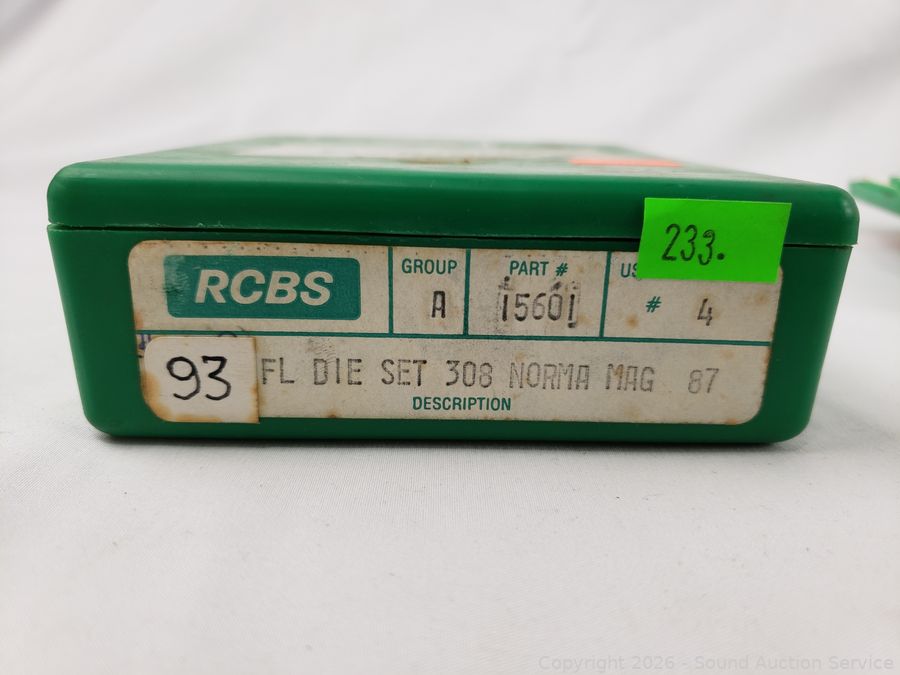 233.
RCBS
GROUP
A
PART #
15601
# 4
93
FL DIE SET 308 NORMA MAG 87
DESCRIPTION
Copyright 2026 - Sound Auction Service